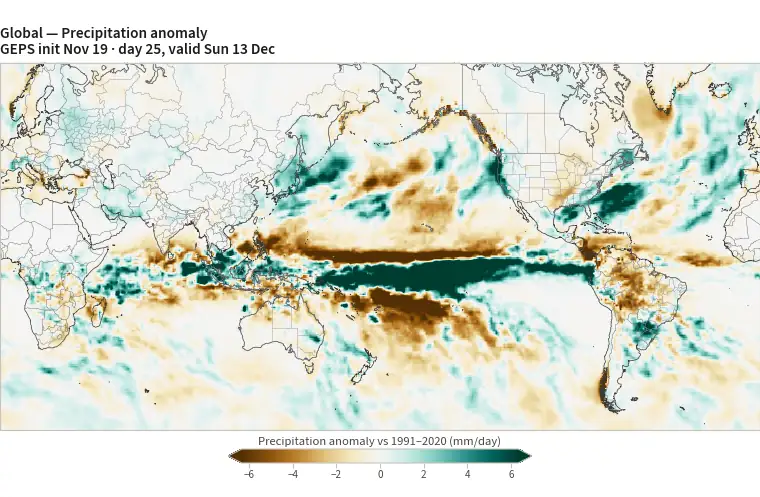 Global — Precipitation anomaly
GEPS init Nov 19 · day 25, valid Sun 13 Dec
Precipitation anomaly vs 1991–2020 (mm/day)
−6 −4 −2 0 2 4 6